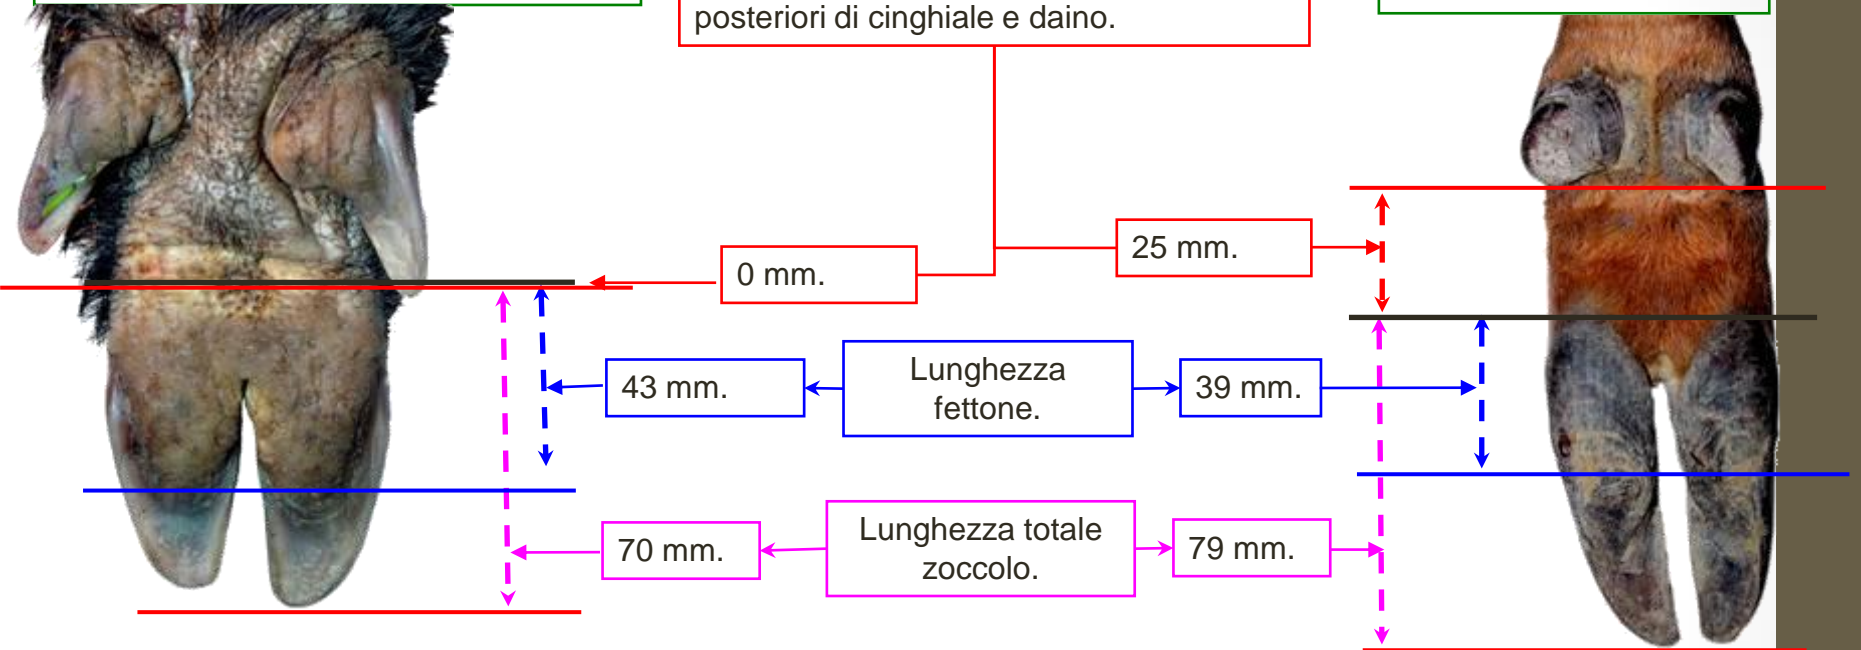 posteriori di cinghiale e daino.
25 mm.
0 mm.
43 mm.
Lunghezza
fettone.
39 mm.
70 mm.
Lunghezza totale
zoccolo.
79 mm.